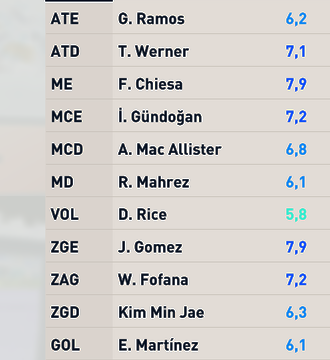 ATE G. Ramos 6,2
ATD T. Werner 7,1
ME F. Chiesa 7,9
MCE İ. Gündoğan 7,2
MCD A. Mac Allister 6,8
MD R. Mahrez 6,1
VOL D. Rice 5,8
ZGE J. Gomez 7,9
ZAG W. Fofana 7,2
ZGD Kim Min Jae 6,3
GOL E. Martínez 6,1